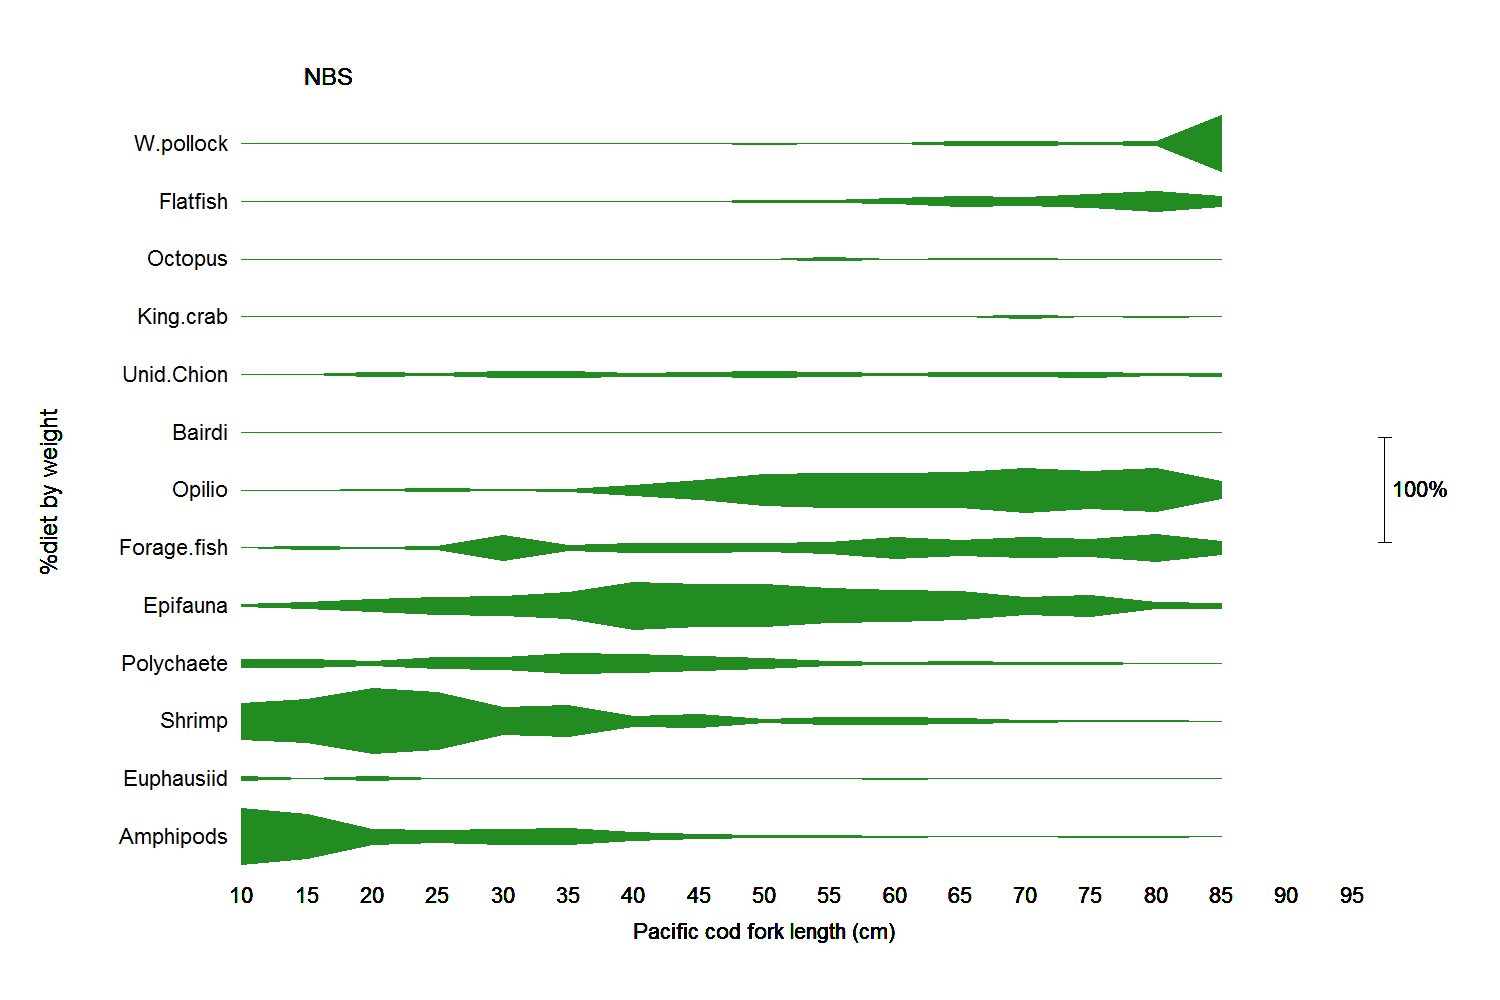 NBS
W.pollock
Flatfish
Octopus
King.crab
Unid.Chion
Bairdi
Opilio
Forage.fish
Epifauna
Polychaete
Shrimp
Euphausiid
Amphipods
%diet by weight
100%
10 15 20 25 30 35 40 45 50 55 60 65 70 75 80 85 90 95
Pacific cod fork length (cm)